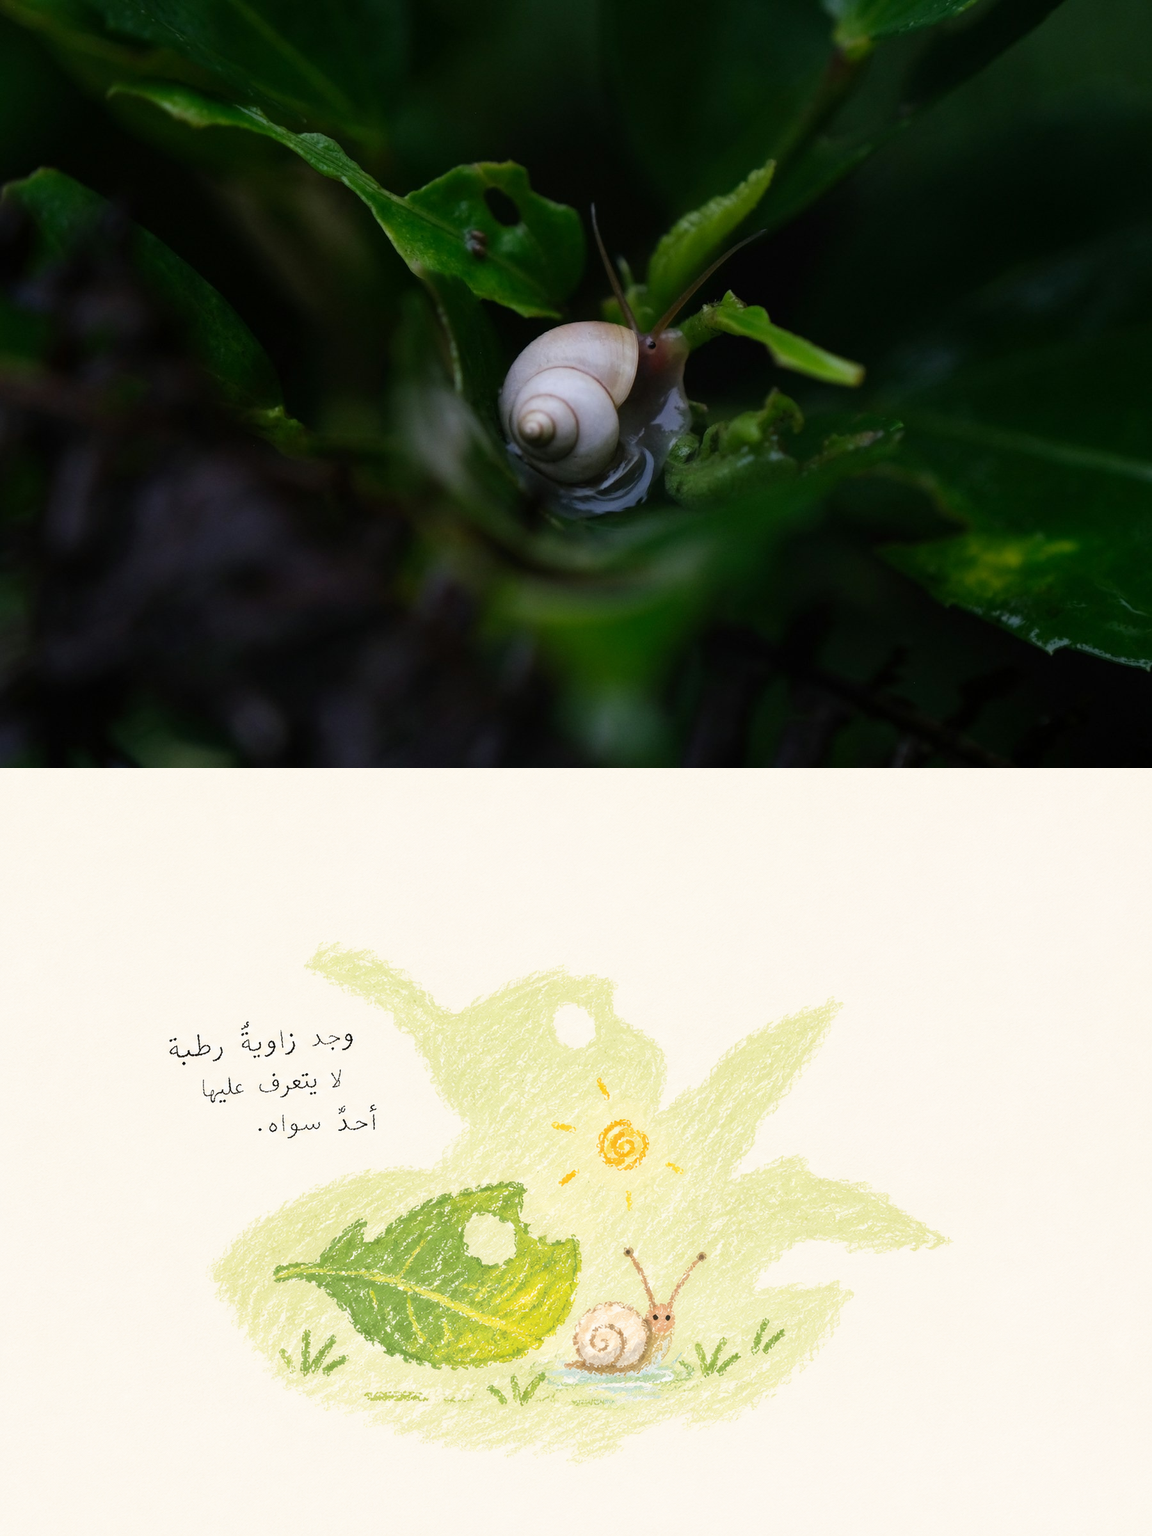 وجد زاويةٌ رطبة
لا يتعرف عليها
أحدٌ سواه.